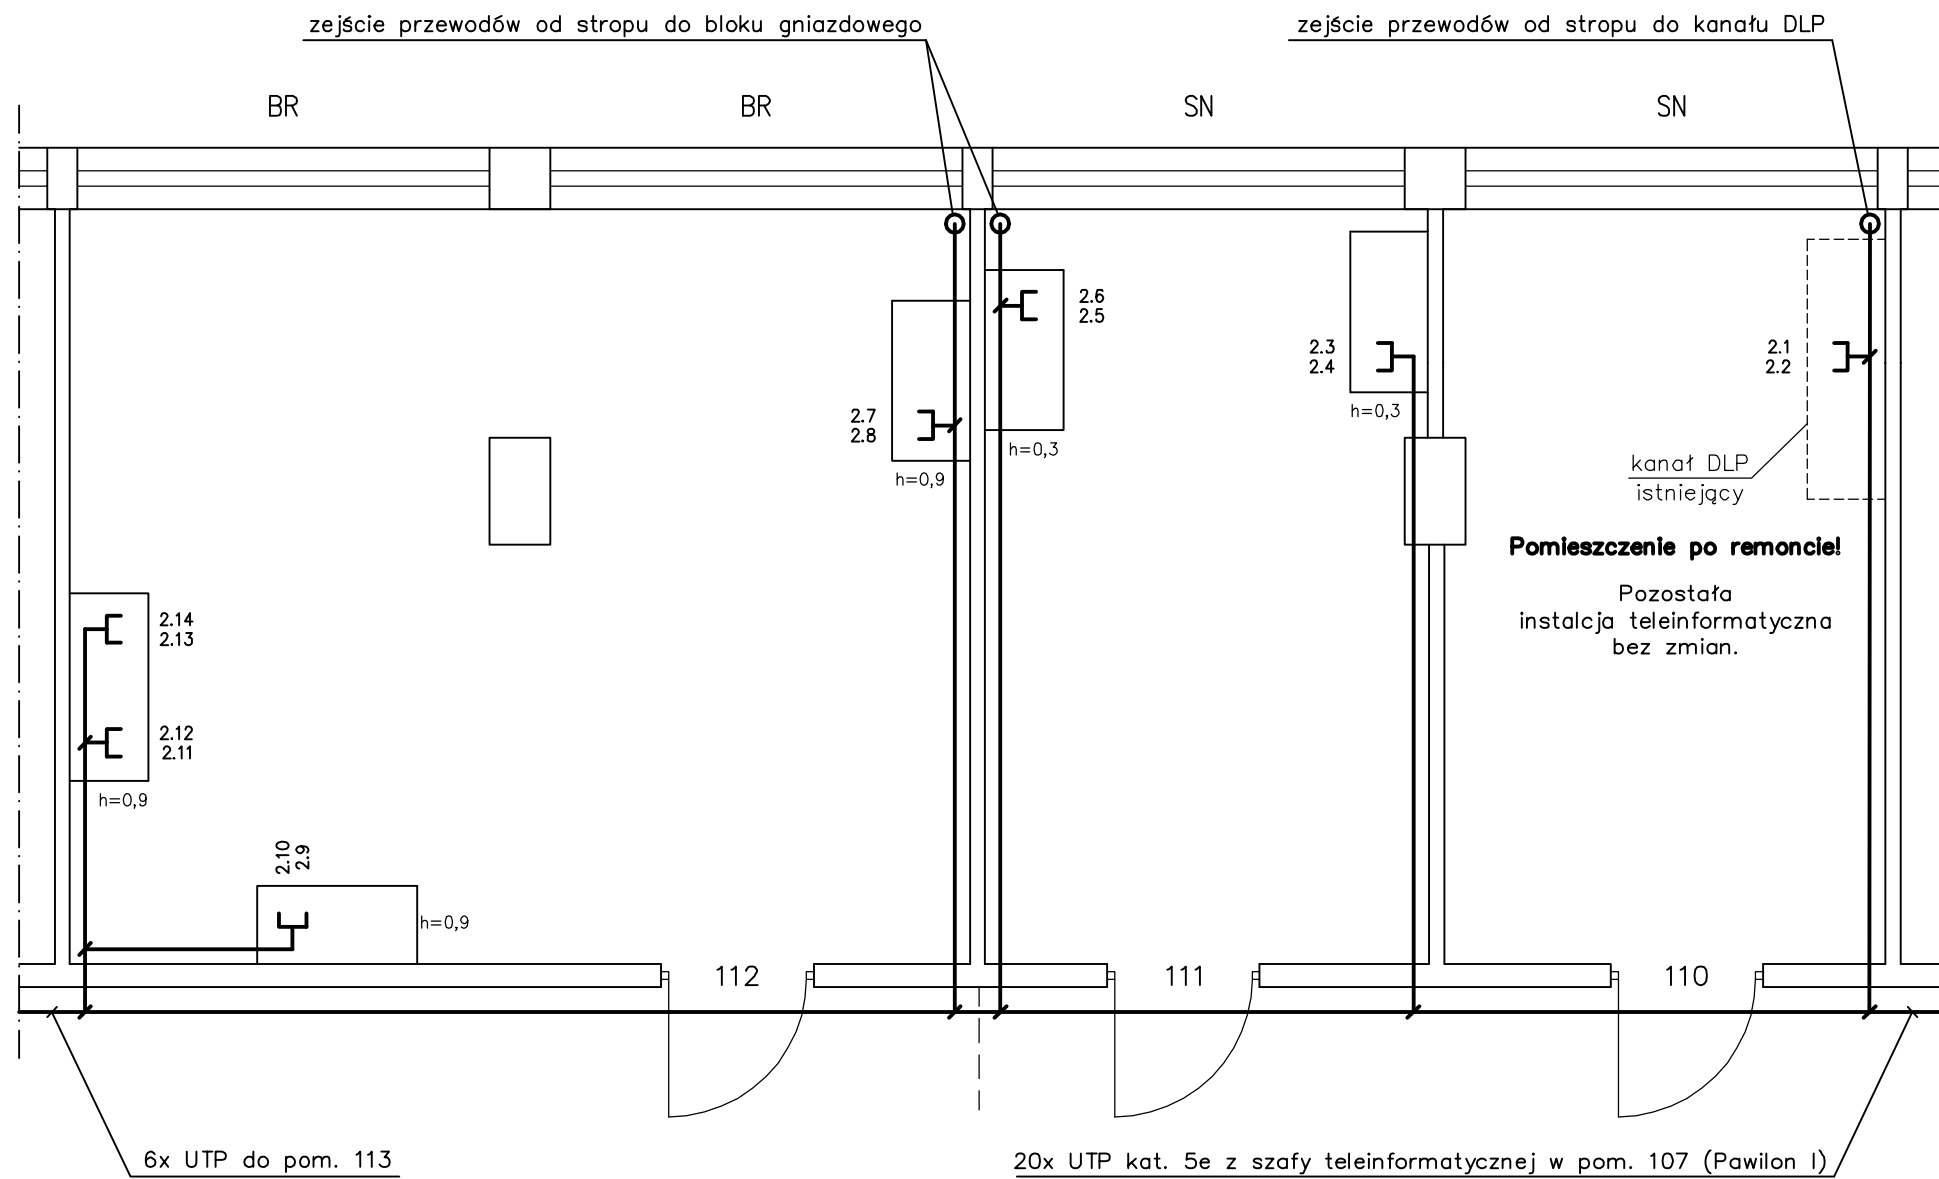 zejście przewodów od stropu do bloku gniazdowego
zejście przewodów od stropu do kanału DLP
BR
BR
SN
SN
2.6
2.5
2.3
2.4
h=0,3
2.1
2.2
2.7
2.8
h=0,9
h=0,3
kanał DLP
istniejący
Pomieszczenie po remoncie!
Pozostała
instalcja teleinformatyczna
bez zmian.
2.14
2.13
2.12
2.11
h=0,9
2.10
2.9
h=0,9
112
111
110
6x UTP do pom. 113
20x UTP kat. 5e z szafy teleinformatycznej w pom. 107 (Pawilon I)